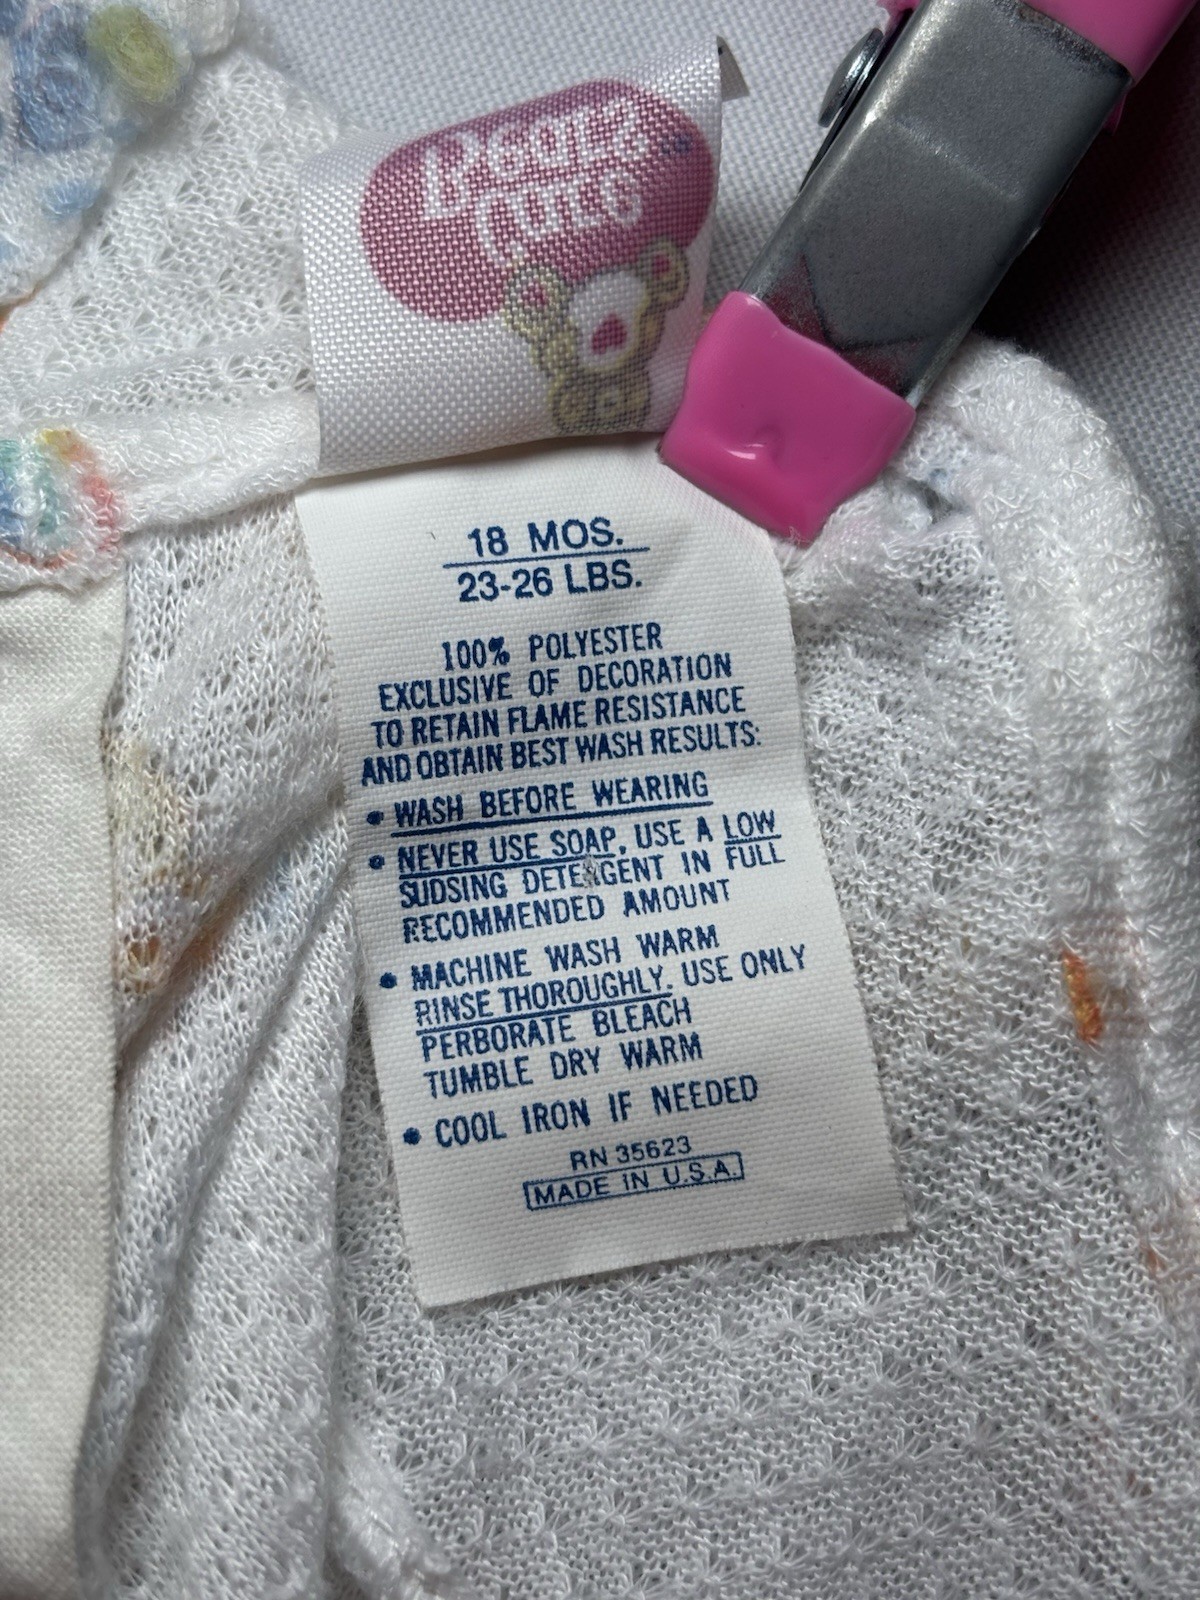 18 MOS.
23-26 LBS.
100% POLYESTER
EXCLUSIVE OF DECORATION
TO RETAIN FLAME RESISTANCE
AND OBTAIN BEST WASH RESULTS:
• WASH BEFORE WEARING
• NEVER USE SOAP, USE A LOW
SUDSING DETERGENT IN FULL
RECOMMENDED AMOUNT
• MACHINE WASH WARM
RINSE THOROUGHLY. USE ONLY
PERBORATE BLEACH
TUMBLE DRY WARM
• COOL IRON IF NEEDED
RN 35623
MADE IN U.S.A.